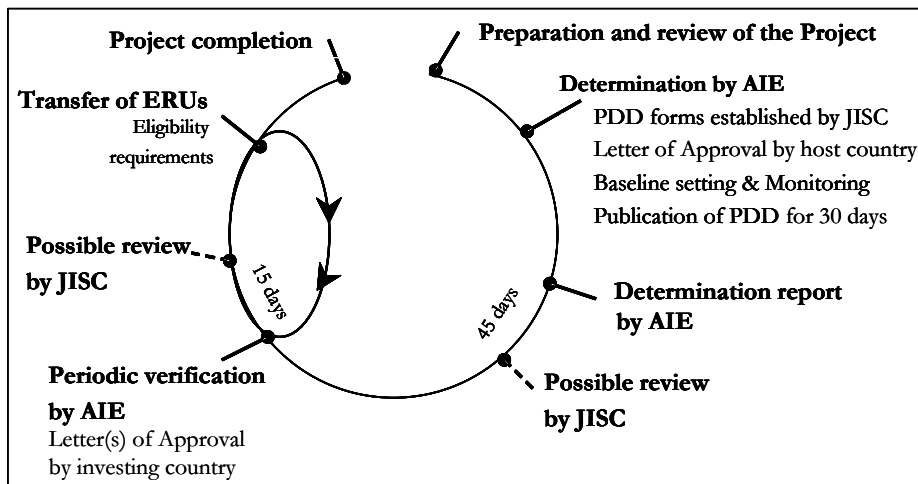 Project completion
Preparation and review of the Project
Transfer of ERUs
Eligibility
requirements
Determination by AIE
PDD forms established by JISC
Letter of Approval by host country
Baseline setting & Monitoring
Publication of PDD for 30 days
Possible review
by JISC
15 days
45 days
Determination report
by AIE
Periodic verification
by AIE
Letter(s) of Approval
by investing country
Possible review
by JISC